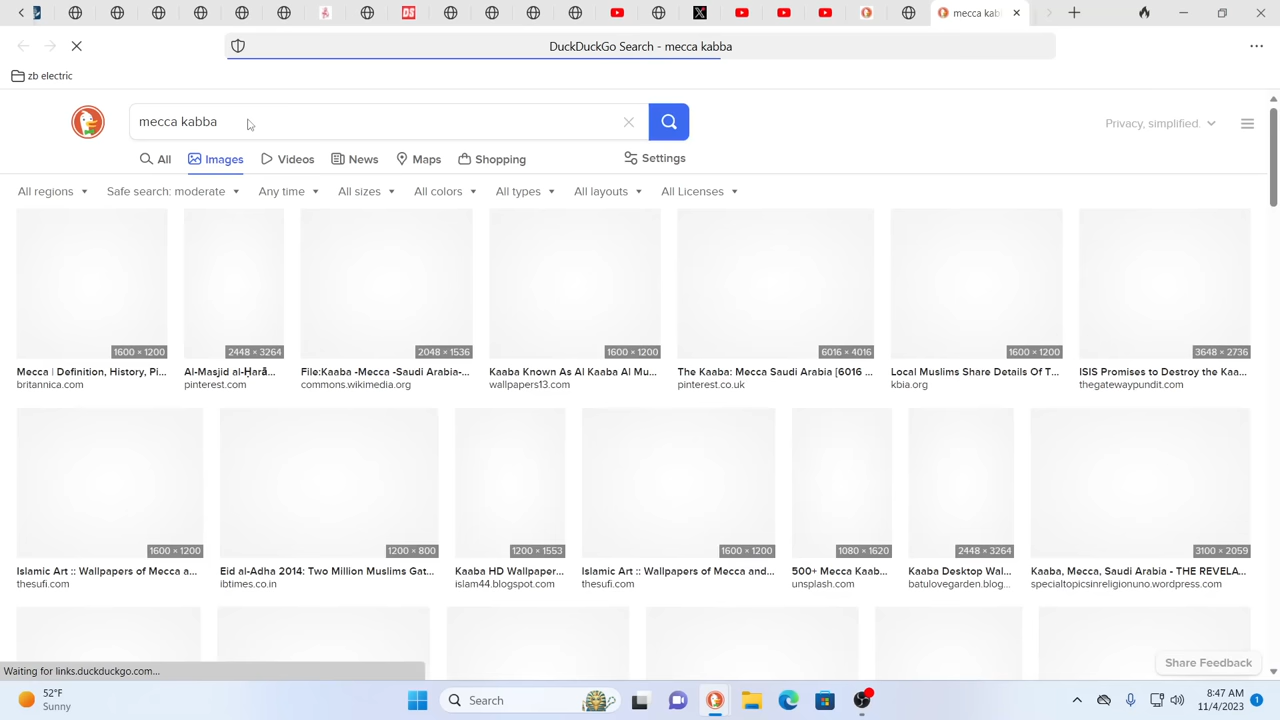 mecca kab
DuckDuckGo Search - mecca kabba
zb electric
mecca kabba
Privacy, simplified.
All Images Videos News Maps Shopping Settings
All regions Safe search: moderate Any time All sizes All colors All types All layouts All Licenses
1600 × 1200 2448 × 3264 2048 × 1536 1600 × 1200 6016 × 4016 1600 × 1200 3648 × 2736
Mecca | Definition, History, Pi... Al-Masjid al-Ḥarā... File:Kaaba -Mecca -Saudi Arabia-... Kaaba Known As Al Kaaba Al Mu... The Kaaba: Mecca Saudi Arabia [6016 ... Local Muslims Share Details Of T... ISIS Promises to Destroy the Kaa...
britannica.com pinterest.com commons.wikimedia.org wallpapers13.com pinterest.co.uk kbia.org thegatewaypundit.com
1600 × 1200 1200 × 800 1200 × 1553 1600 × 1200 1080 × 1620 2448 × 3264 3100 × 2059
Islamic Art :: Wallpapers of Mecca a... Eid al-Adha 2014: Two Million Muslims Gat... Kaaba HD Wallpaper... Islamic Art :: Wallpapers of Mecca and... 500+ Mecca Kaab... Kaaba Desktop Wal... Kaaba, Mecca, Saudi Arabia - THE REVELA...
thesufi.com ibtimes.co.in islam44.blogspot.com thesufi.com unsplash.com batulovegarden.blog... specialtopicsinreligionuno.wordpress.com
Share Feedback
Waiting for links.duckduckgo.com...
52°F
Sunny
Search
8:47 AM
11/4/2023
1